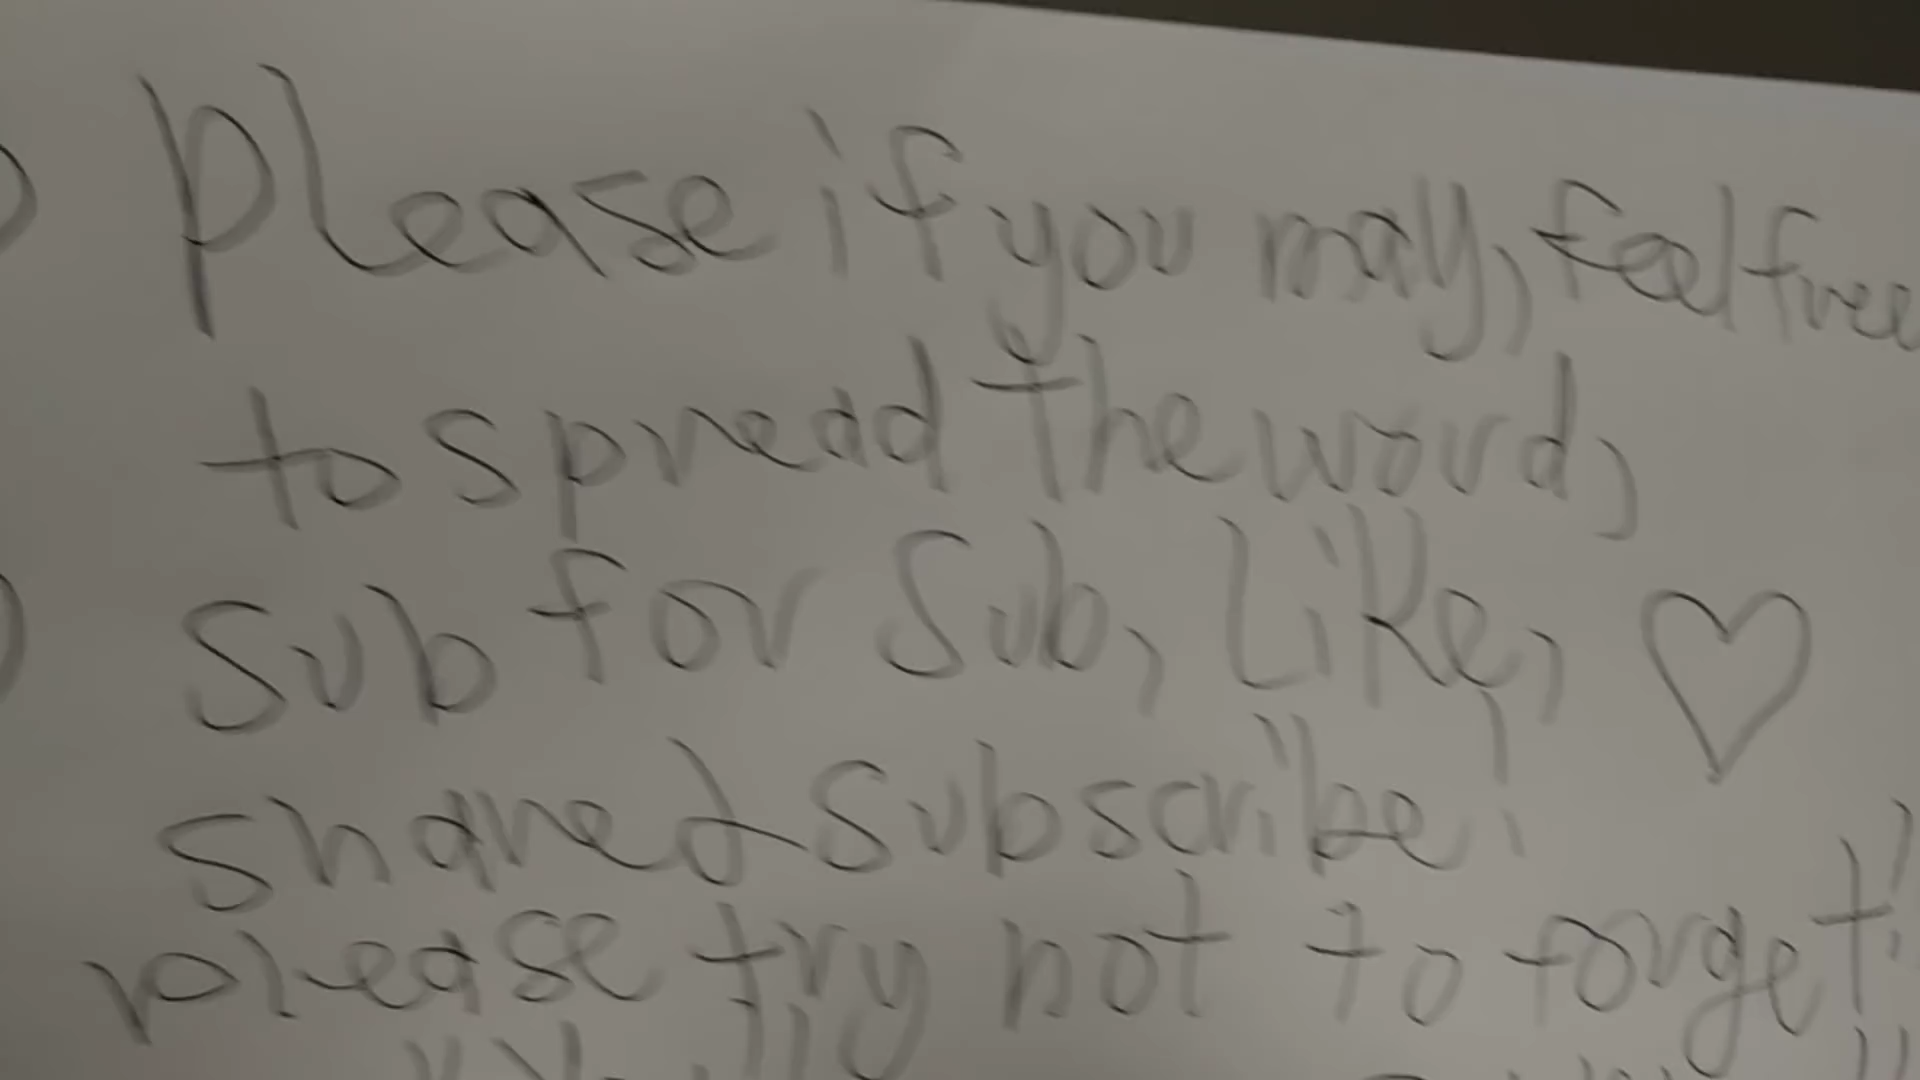 Please if you may, feel free
to spread the word,
Sub for Sub, Like, ♡
share & Subscribe!
please try not to forget!